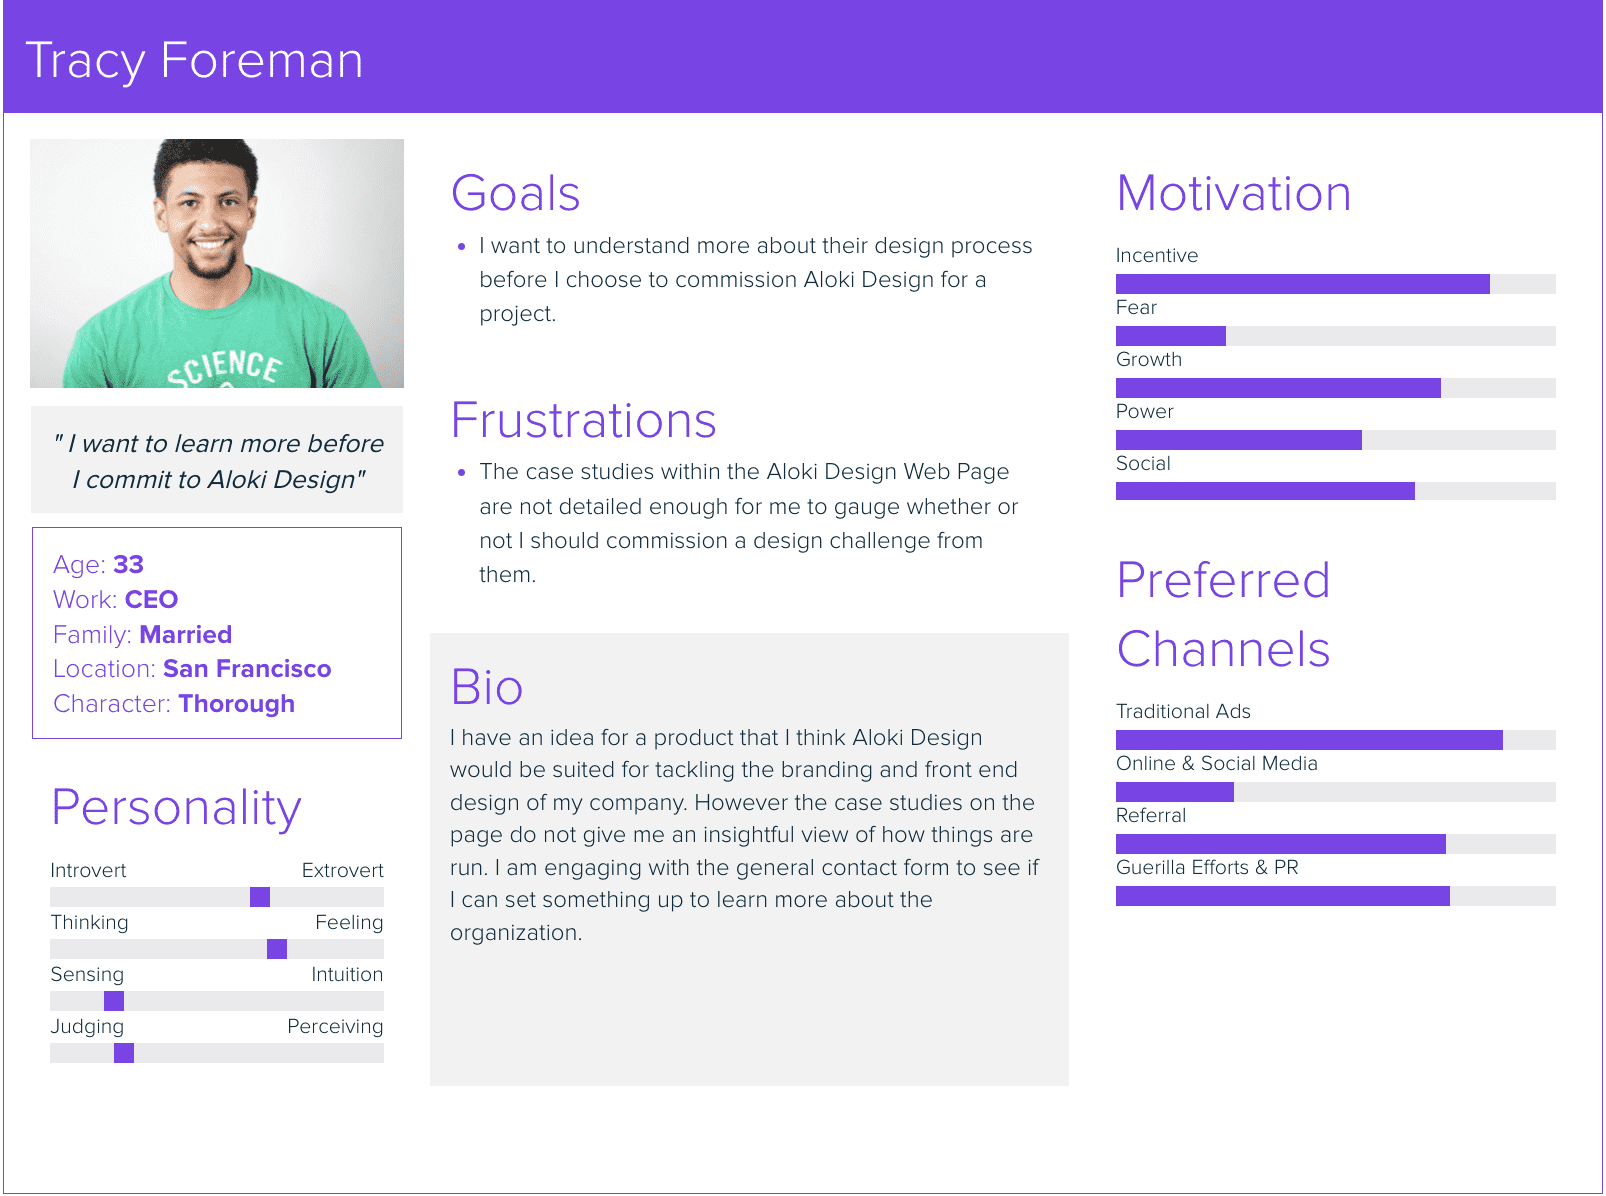 Tracy Foreman
SCIENCE
" I want to learn more before
I commit to Aloki Design"
Age: 33
Work: CEO
Family: Married
Location: San Francisco
Character: Thorough
Personality
Introvert Extrovert
Thinking Feeling
Sensing Intuition
Judging Perceiving
Goals
• I want to understand more about their design process
before I choose to commission Aloki Design for a
project.
Frustrations
• The case studies within the Aloki Design Web Page
are not detailed enough for me to gauge whether or
not I should commission a design challenge from
them.
Bio
I have an idea for a product that I think Aloki Design
would be suited for tackling the branding and front end
design of my company. However the case studies on the
page do not give me an insightful view of how things are
run. I am engaging with the general contact form to see if
I can set something up to learn more about the
organization.
Motivation
Incentive
Fear
Growth
Power
Social
Preferred
Channels
Traditional Ads
Online & Social Media
Referral
Guerilla Efforts & PR